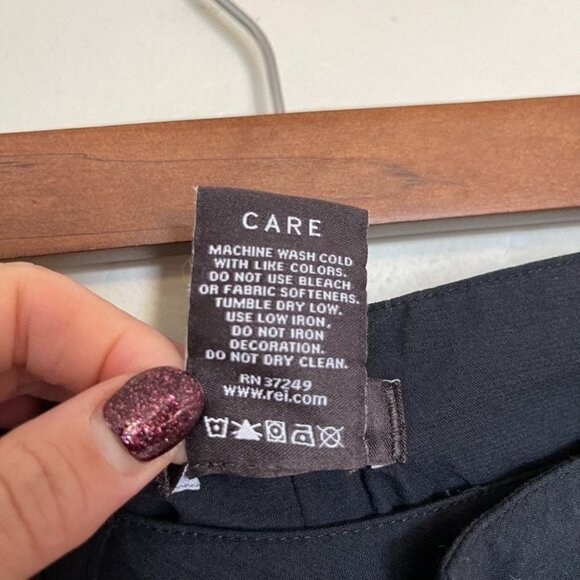 CARE
MACHINE WASH COLD
WITH LIKE COLORS.
DO NOT USE BLEACH
OR FABRIC SOFTENERS.
TUMBLE DRY LOW.
USE LOW IRON,
DO NOT IRON
DECORATION.
DO NOT DRY CLEAN.
RN 37249
www.rei.com